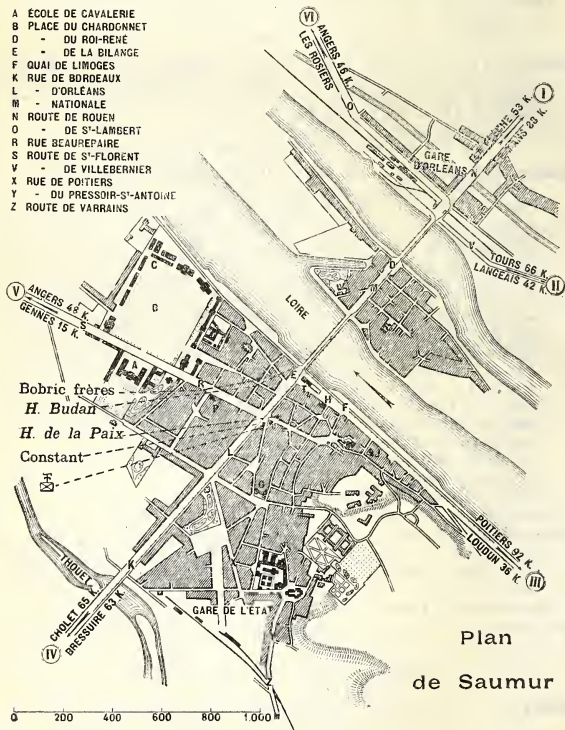 A ÉCOLE DE CAVALERIE
B PLACE DU CHARDONNET
D - DU ROI-RENÉ
E - DE LA BILANGE
F QUAI DE LIMOGES
K RUE DE BORDEAUX
L - D'ORLÉANS
M - NATIONALE
N ROUTE DE ROUEN
O - DE St-LAMBERT
R RUE BEAUREPAIRE
S ROUTE DE St-FLORENT
V - DE VILLEBERNIER
X RUE DE POITIERS
Y - DU PRESSOIR-St-ANTOINE
Z ROUTE DE VARRAINS
VI
ANGERS 46 K.
LES ROSIERS
I
53 K.
23 K.
GARE
D'ORLÉANS
TOURS 66 K.
LANGEAIS 42 K.
II
LOIRE
V
ANGERS 48 K.
GENNES 15 K.
Bobric frères
H. Budan
H. de la Paix
Constant
THOUET
CHOLET 65 K.
BRESSUIRE 63 K.
IV
GARE DE L'ÉTAT
POITIERS 92 K.
LOUDUN 36 K.
III
Plan
de Saumur
0 200 400 600 800 1.000